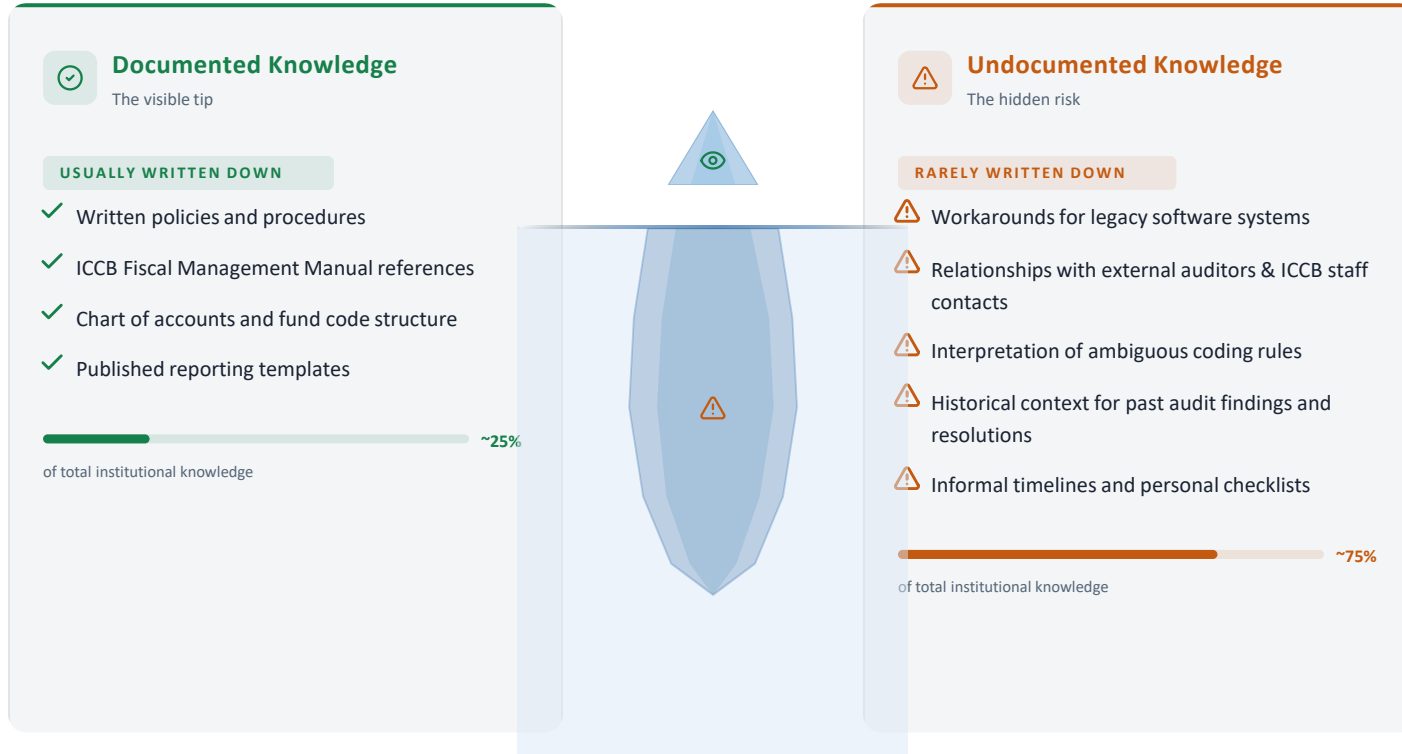 Documented Knowledge
The visible tip
USUALLY WRITTEN DOWN
Written policies and procedures
ICCB Fiscal Management Manual references
Chart of accounts and fund code structure
Published reporting templates
~25%
of total institutional knowledge
Undocumented Knowledge
The hidden risk
RARELY WRITTEN DOWN
Workarounds for legacy software systems
Relationships with external auditors & ICCB staff
contacts
Interpretation of ambiguous coding rules
Historical context for past audit findings and
resolutions
Informal timelines and personal checklists
~75%
of total institutional knowledge